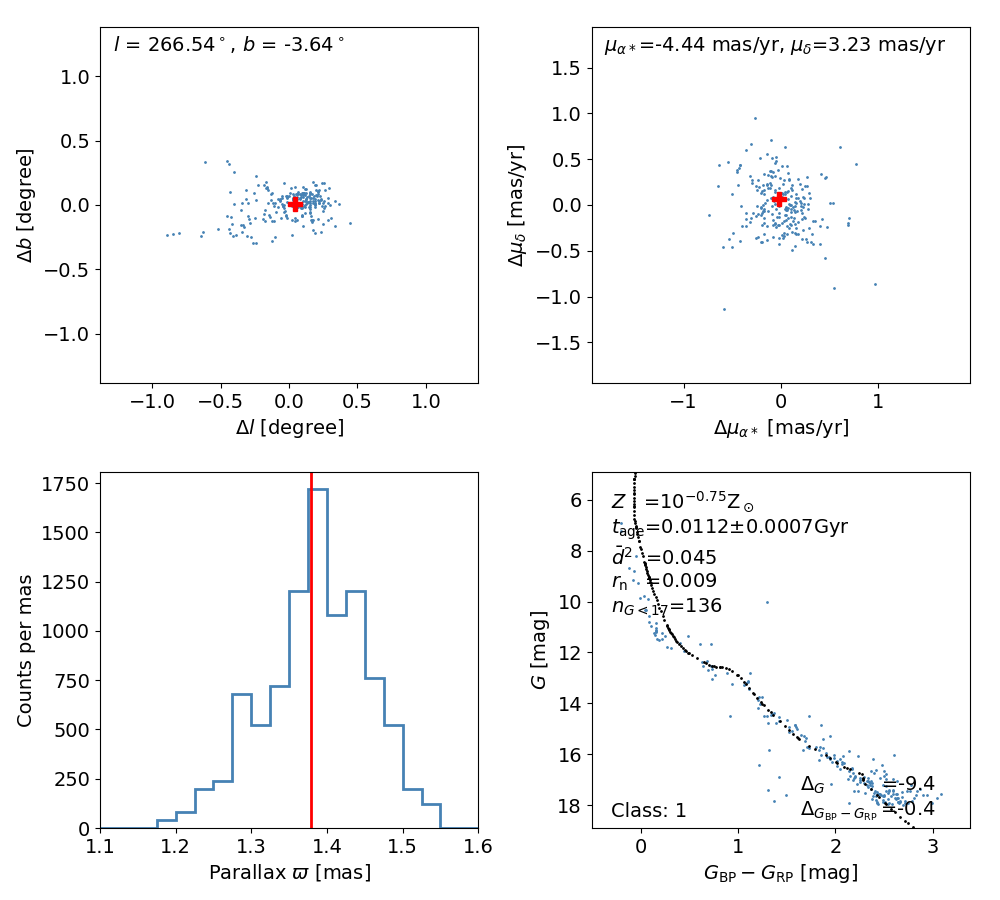 l = 266.54°, b = -3.64°
1.0
0.5
0.0
−0.5
−1.0
Δb [degree]
−1.0 −0.5 0.0 0.5 1.0
Δl [degree]
μα*=-4.44 mas/yr, μδ=3.23 mas/yr
1.5
1.0
0.5
0.0
−0.5
−1.0
−1.5
Δμδ [mas/yr]
−1 0 1
Δμα* [mas/yr]
1750
1500
1250
1000
750
500
250
0
Counts per mas
1.1 1.2 1.3 1.4 1.5 1.6
Parallax ϖ [mas]
Z =10^−0.75 Z⊙
tage=0.0112±0.0007Gyr
d̄² =0.045
rn =0.009
nG<17=136
6
8
10
12
14
16
18
G [mag]
ΔG =-9.4
ΔGBP−GRP =-0.4
Class: 1
0 1 2 3
GBP − GRP [mag]